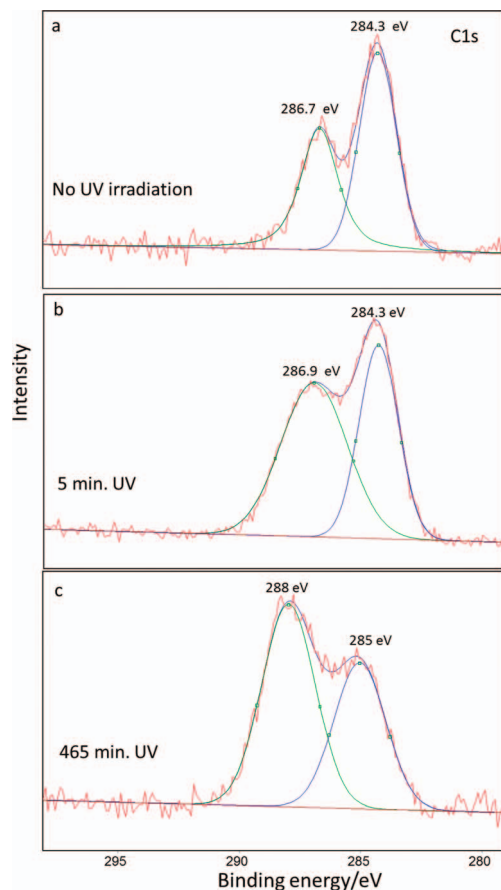 a
284.3 eV
C1s
286.7 eV
No UV irradiation
b
284.3 eV
286.9 eV
5 min. UV
Intensity
c
288 eV
285 eV
465 min. UV
295 290 285 280
Binding energy/eV